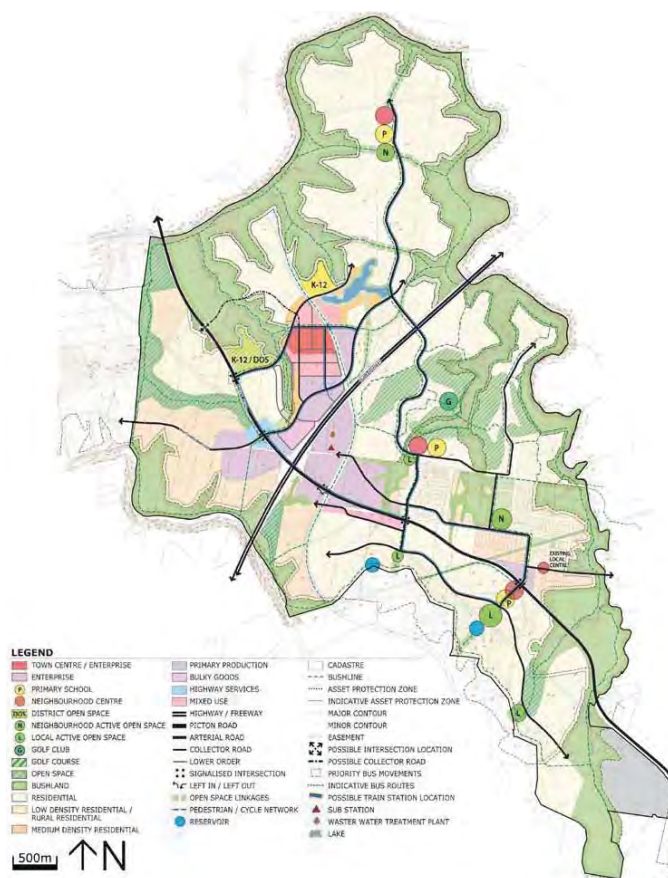 P
N
K-12
K-12 / DOS
G
P
L
N
EXISTING
LOCAL
CENTRE
L
P
L
L
LEGEND
TOWN CENTRE / ENTERPRISE
ENTERPRISE
P PRIMARY SCHOOL
NEIGHBOURHOOD CENTRE
DOS DISTRICT OPEN SPACE
N NEIGHBOURHOOD ACTIVE OPEN SPACE
L LOCAL ACTIVE OPEN SPACE
G GOLF CLUB
GOLF COURSE
OPEN SPACE
BUSHLAND
RESIDENTIAL
LOW DENSITY RESIDENTIAL /
RURAL RESIDENTIAL
MEDIUM DENSITY RESIDENTIAL
PRIMARY PRODUCTION
BULKY GOODS
HIGHWAY SERVICES
MIXED USE
HIGHWAY / FREEWAY
PICTON ROAD
ARTERIAL ROAD
COLLECTOR ROAD
LOWER ORDER
SIGNALISED INTERSECTION
LEFT IN / LEFT OUT
OPEN SPACE LINKAGES
PEDESTRIAN / CYCLE NETWORK
RESERVOIR
CADASTRE
BUSHLINE
ASSET PROTECTION ZONE
INDICATIVE ASSET PROTECTION ZONE
MAJOR CONTOUR
MINOR CONTOUR
EASEMENT
POSSIBLE INTERSECTION LOCATION
POSSIBLE COLLECTOR ROAD
PRIORITY BUS MOVEMENTS
INDICATIVE BUS ROUTES
POSSIBLE TRAIN STATION LOCATION
SUB STATION
WASTER WATER TREATMENT PLANT
LAKE
500m
N